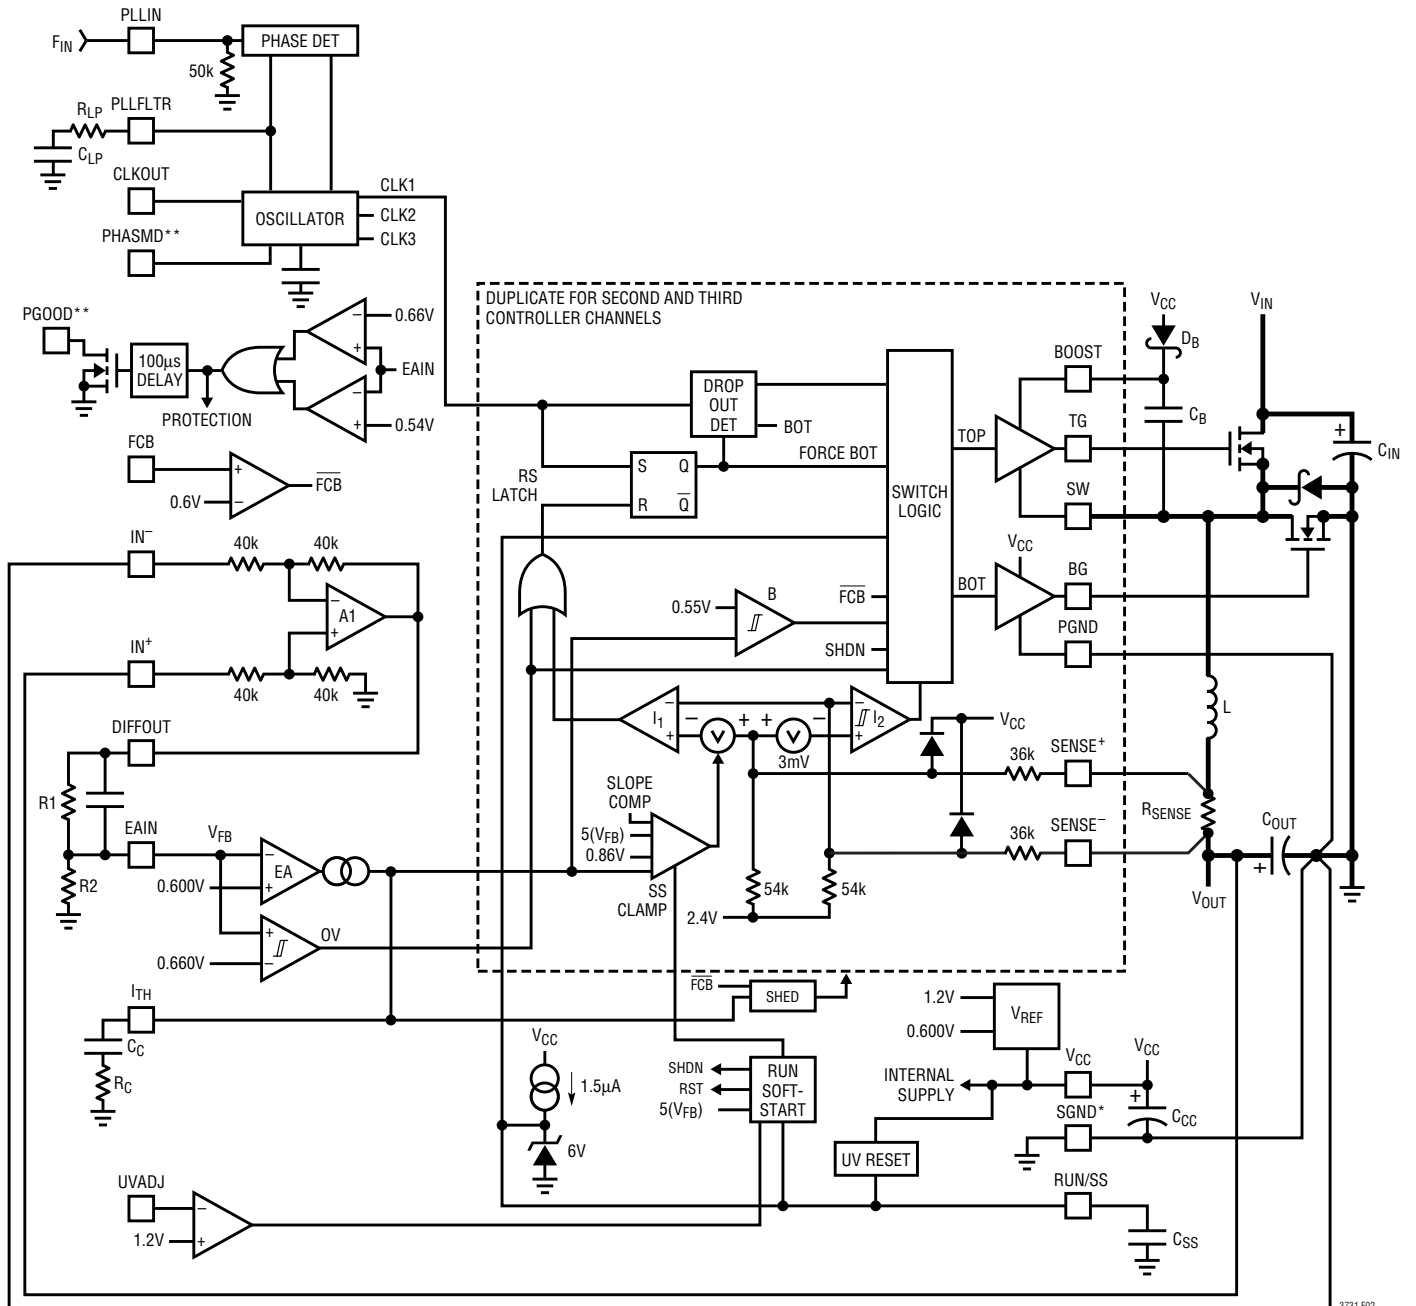 PLLIN
F_IN
PHASE DET
50k
R_LP
PLLFLTR
C_LP
CLKOUT
OSCILLATOR
CLK1
CLK2
CLK3
PHASMD**
PGOOD**
100µs
DELAY
PROTECTION
−
0.66V
+
EAIN
−
+
0.54V
FCB
+
0.6V
−
F̅C̅B̅
IN⁻
40k
40k
−
A1
+
IN⁺
40k
40k
DIFFOUT
R1
EAIN
V_FB
R2
−
EA
0.600V
+
+
0.660V
−
OV
I_TH
C_C
R_C
UVADJ
−
1.2V
+
DUPLICATE FOR SECOND AND THIRD
CONTROLLER CHANNELS
DROP
OUT
DET
BOT
FORCE BOT
RS
LATCH
S Q
R Q̅
SWITCH
LOGIC
0.55V
B
F̅C̅B̅
SHDN
I₁
−
+
−
+
+
−
3mV
−
I₂
+
V_CC
SLOPE
COMP
5(V_FB)
0.86V
SS
CLAMP
54k
54k
2.4V
36k
36k
TOP
BOT
V_CC
BOOST
TG
SW
BG
PGND
SENSE⁺
SENSE⁻
V_CC
D_B
C_B
V_IN
+
C_IN
L
R_SENSE
C_OUT
+
V_OUT
F̅C̅B̅
SHED
V_CC
1.5µA
6V
SHDN
RST
5(V_FB)
RUN
SOFT-
START
1.2V
0.600V
V_REF
INTERNAL
SUPPLY
V_CC
V_CC
+
C_CC
SGND*
UV RESET
RUN/SS
C_SS
3731 F02